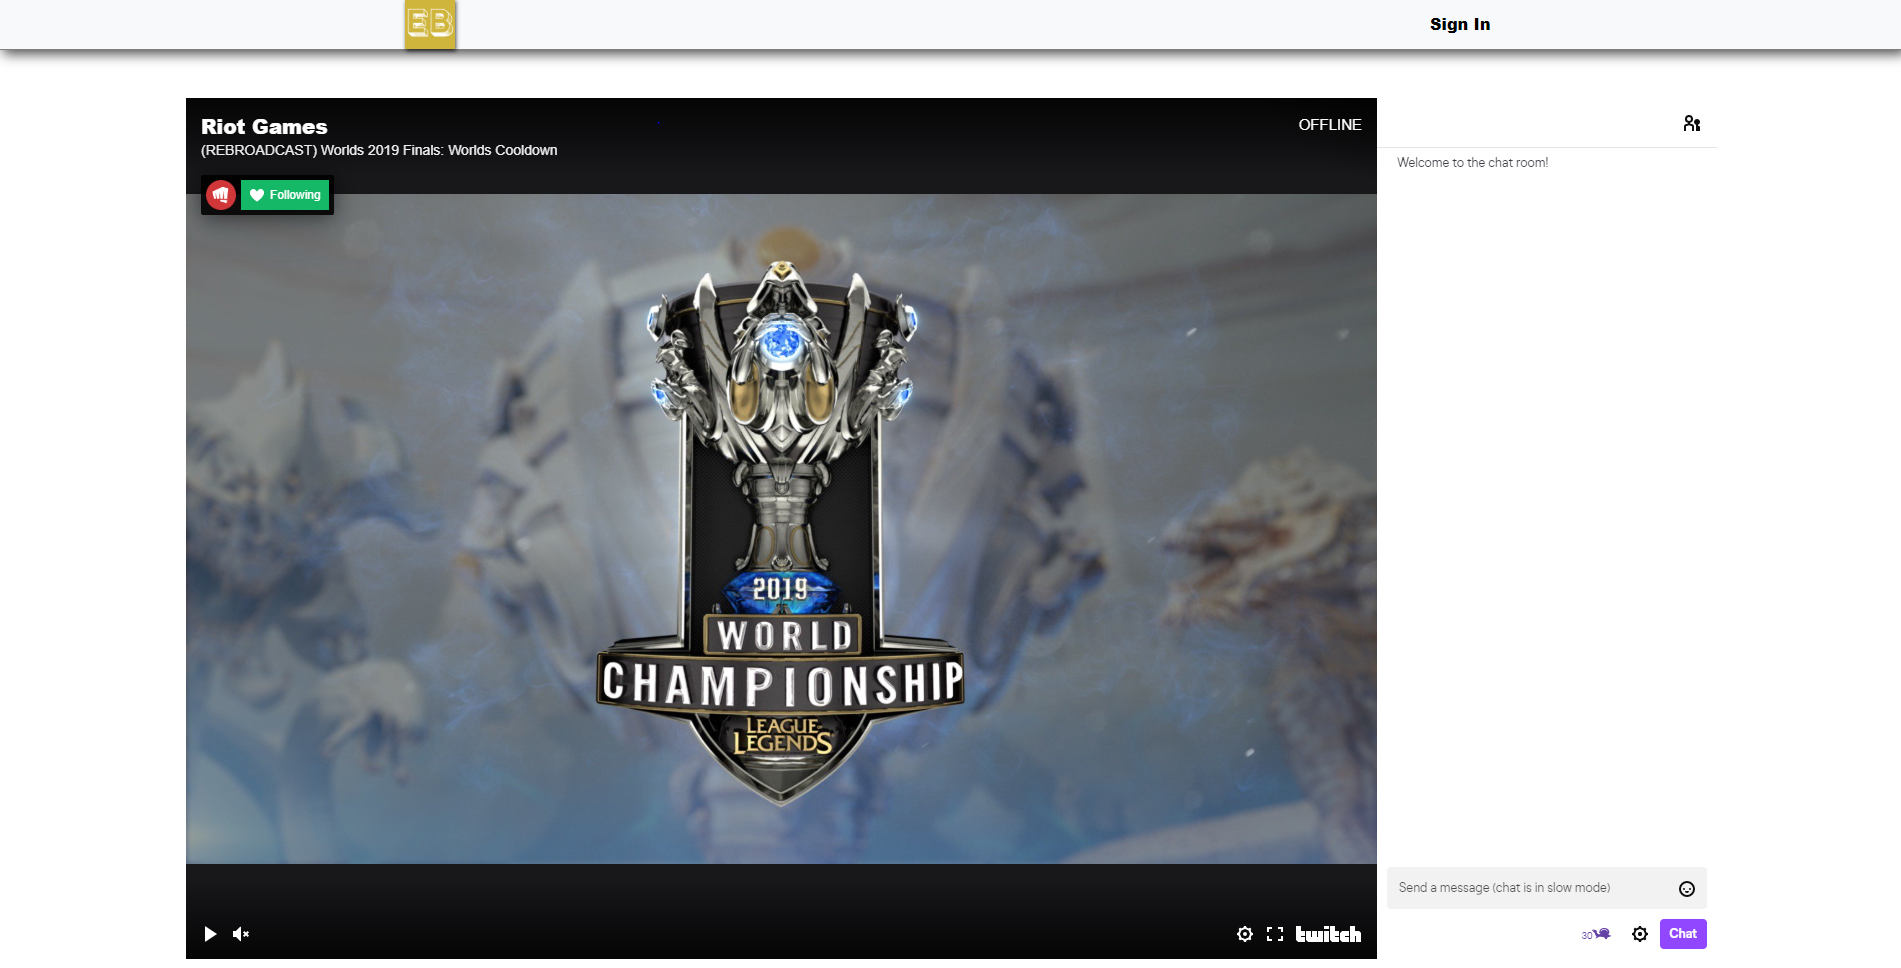 EB
Sign In
Riot Games
OFFLINE
(REBROADCAST) Worlds 2019 Finals: Worlds Cooldown
Following
Welcome to the chat room!
2019
WORLD
CHAMPIONSHIP
LEAGUE OF
LEGENDS
Send a message (chat is in slow mode)
twitch
30
Chat